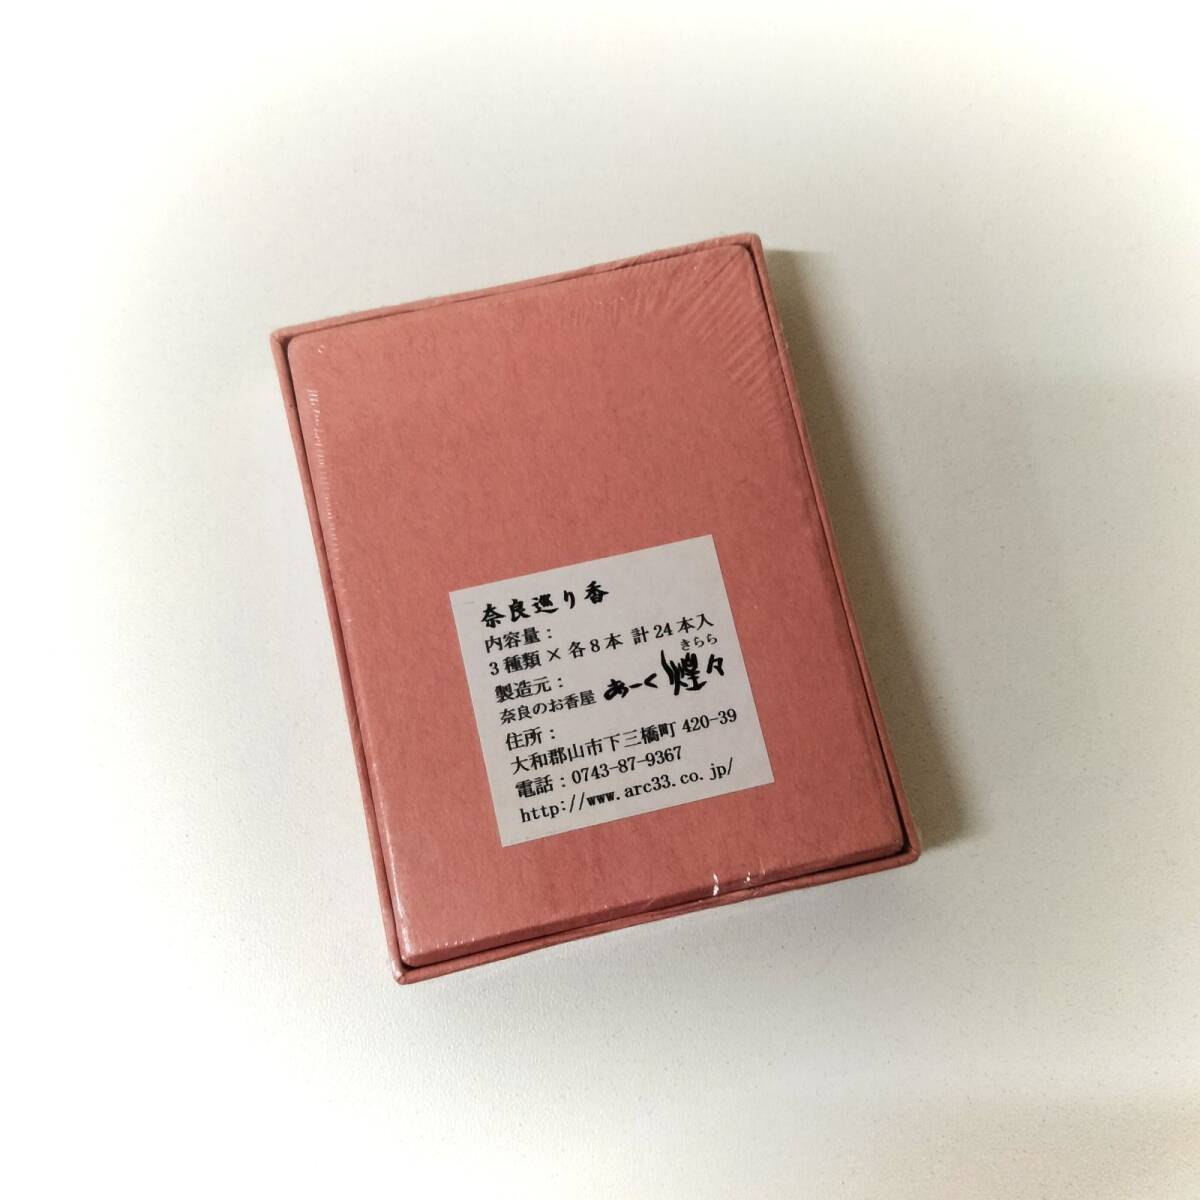 奈良巡り香
内容量：
3種類×各8本 計24本入
製造元：
きらら
奈良のお香屋 あーく煌々
住所：
大和郡山市下三橋町420-39
電話：0743-87-9367
http://www.arc33.co.jp/